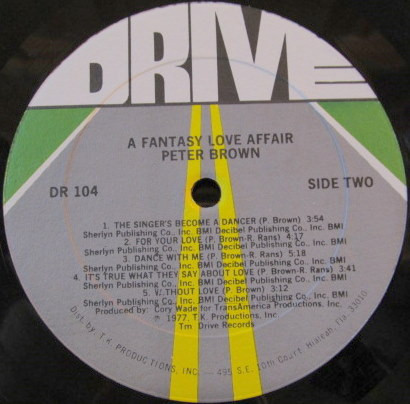 DRIVE
A FANTASY LOVE AFFAIR
PETER BROWN
DR 104
SIDE TWO
1. THE SINGER'S BECOME A DANCER (P. Brown) 3:54
Sherlyn Publishing Co., Inc. BMI Decibel Publishing Co., Inc. BMI
2. FOR YOUR LOVE (P. Brown-R. Rans) 4:17
Sherlyn Publishing Co., Inc. BMI Decibel Publishing Co., Inc. BMI
3. DANCE WITH ME (P. Brown-R. Rans) 5:18
Sherlyn Publishing Co., Inc. BMI Decibel Publishing Co., Inc. BMI
4. IT'S TRUE WHAT THEY SAY ABOUT LOVE (P. Brown-R. Rans) 3:41
Sherlyn Publishing Co., Inc. BMI Decibel Publishing Co., Inc. BMI
5. WITHOUT LOVE (P. Brown) 3:12
Sherlyn Publishing Co., Inc. BMI Decibel Publishing Co., Inc. BMI
Produced by: Cory Wade for TransAmerica Productions, Inc.
℗ 1977, T.K. Productions, Inc.
Tm Drive Records
Dist. by: T.K. PRODUCTIONS, INC. — 495 S.E. 10th Court, Hialeah, Fla. 33010